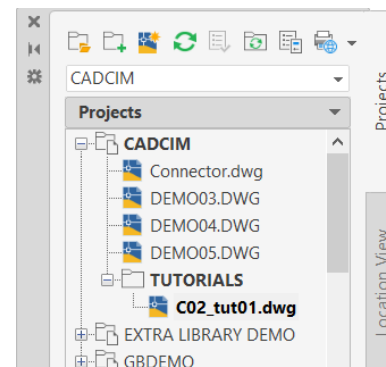 CADCIM
Projects
CADCIM
Connector.dwg
DEMO03.DWG
DEMO04.DWG
DEMO05.DWG
TUTORIALS
C02_tut01.dwg
EXTRA LIBRARY DEMO
GBDEMO
Projects
Location View